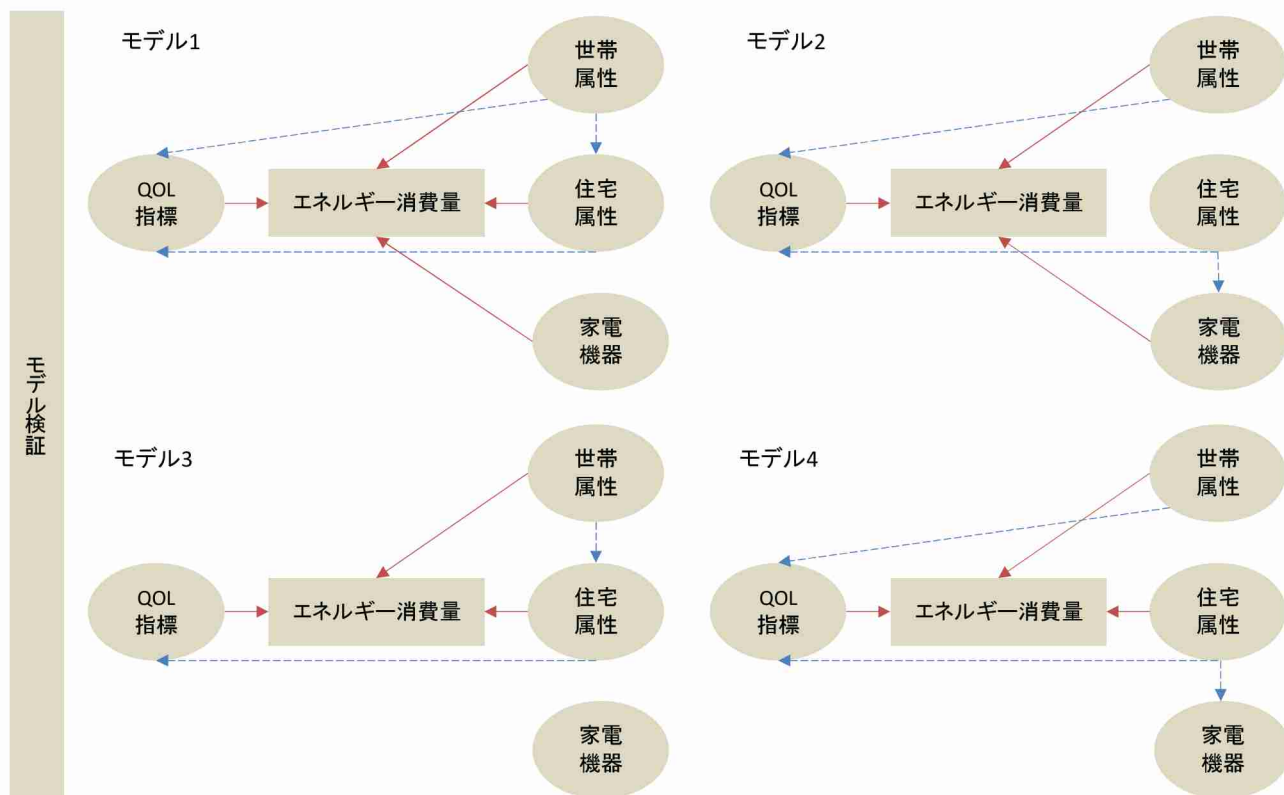 モデル検証
モデル1
世帯
属性
QOL
指標
エネルギー消費量
住宅
属性
家電
機器
モデル2
世帯
属性
QOL
指標
エネルギー消費量
住宅
属性
家電
機器
モデル3
世帯
属性
QOL
指標
エネルギー消費量
住宅
属性
家電
機器
モデル4
世帯
属性
QOL
指標
エネルギー消費量
住宅
属性
家電
機器